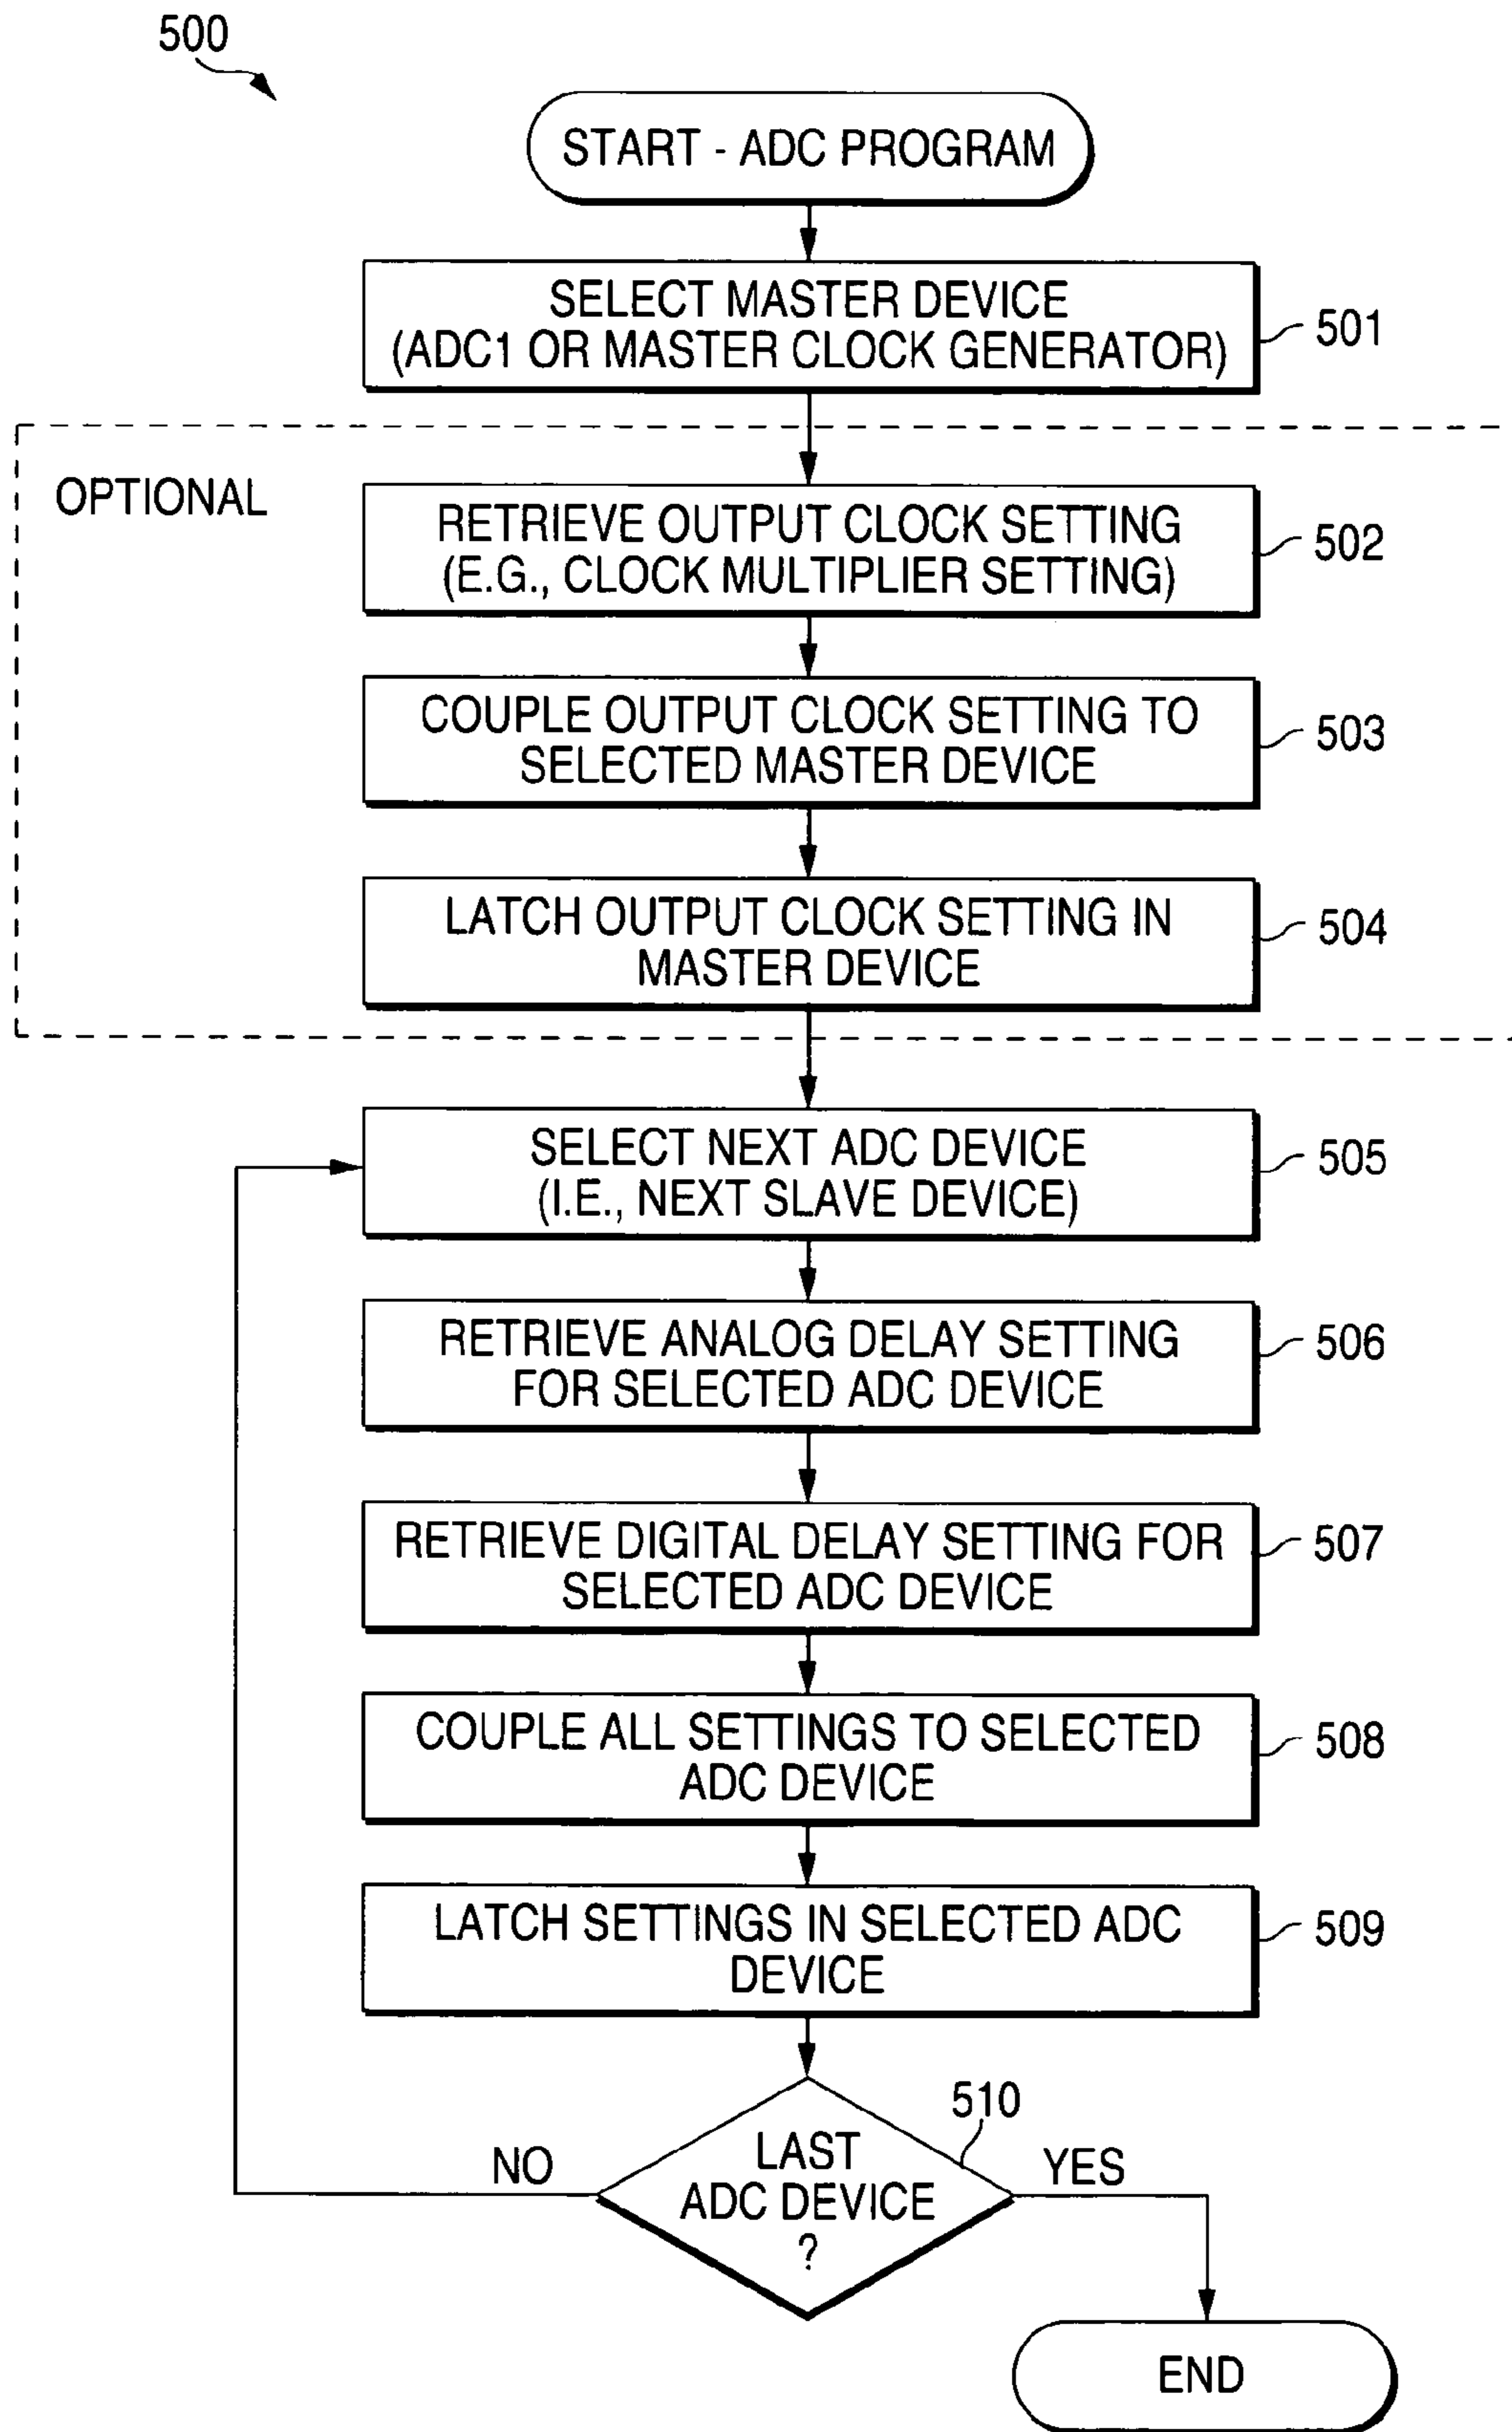 500
START - ADC PROGRAM
SELECT MASTER DEVICE
(ADC1 OR MASTER CLOCK GENERATOR)
501
OPTIONAL
RETRIEVE OUTPUT CLOCK SETTING
(E.G., CLOCK MULTIPLIER SETTING)
502
COUPLE OUTPUT CLOCK SETTING TO
SELECTED MASTER DEVICE
503
LATCH OUTPUT CLOCK SETTING IN
MASTER DEVICE
504
SELECT NEXT ADC DEVICE
(I.E., NEXT SLAVE DEVICE)
505
RETRIEVE ANALOG DELAY SETTING
FOR SELECTED ADC DEVICE
506
RETRIEVE DIGITAL DELAY SETTING FOR
SELECTED ADC DEVICE
507
COUPLE ALL SETTINGS TO SELECTED
ADC DEVICE
508
LATCH SETTINGS IN SELECTED ADC
DEVICE
509
510
NO
LAST
ADC DEVICE
?
YES
END